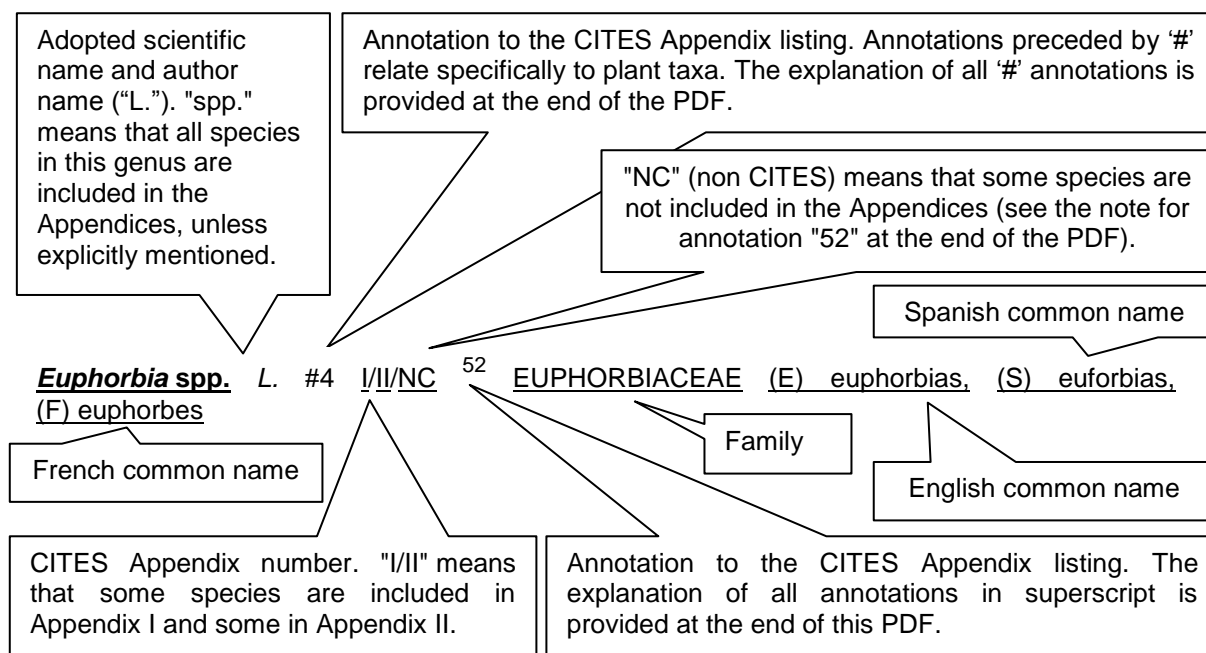 Adopted scientific
name and author
name (“L.”). "spp."
means that all species
in this genus are
included in the
Appendices, unless
explicitly mentioned.
Annotation to the CITES Appendix listing. Annotations preceded by ‘#’
relate specifically to plant taxa. The explanation of all ‘#’ annotations is
provided at the end of the PDF.
"NC" (non CITES) means that some species are
not included in the Appendices (see the note for
annotation "52" at the end of the PDF).
Spanish common name
Euphorbia spp. L. #4 I/II/NC 52 EUPHORBIACEAE (E) euphorbias, (S) euforbias,
(F) euphorbes
French common name
Family
English common name
CITES Appendix number. "I/II" means
that some species are included in
Appendix I and some in Appendix II.
Annotation to the CITES Appendix listing. The
explanation of all annotations in superscript is
provided at the end of this PDF.